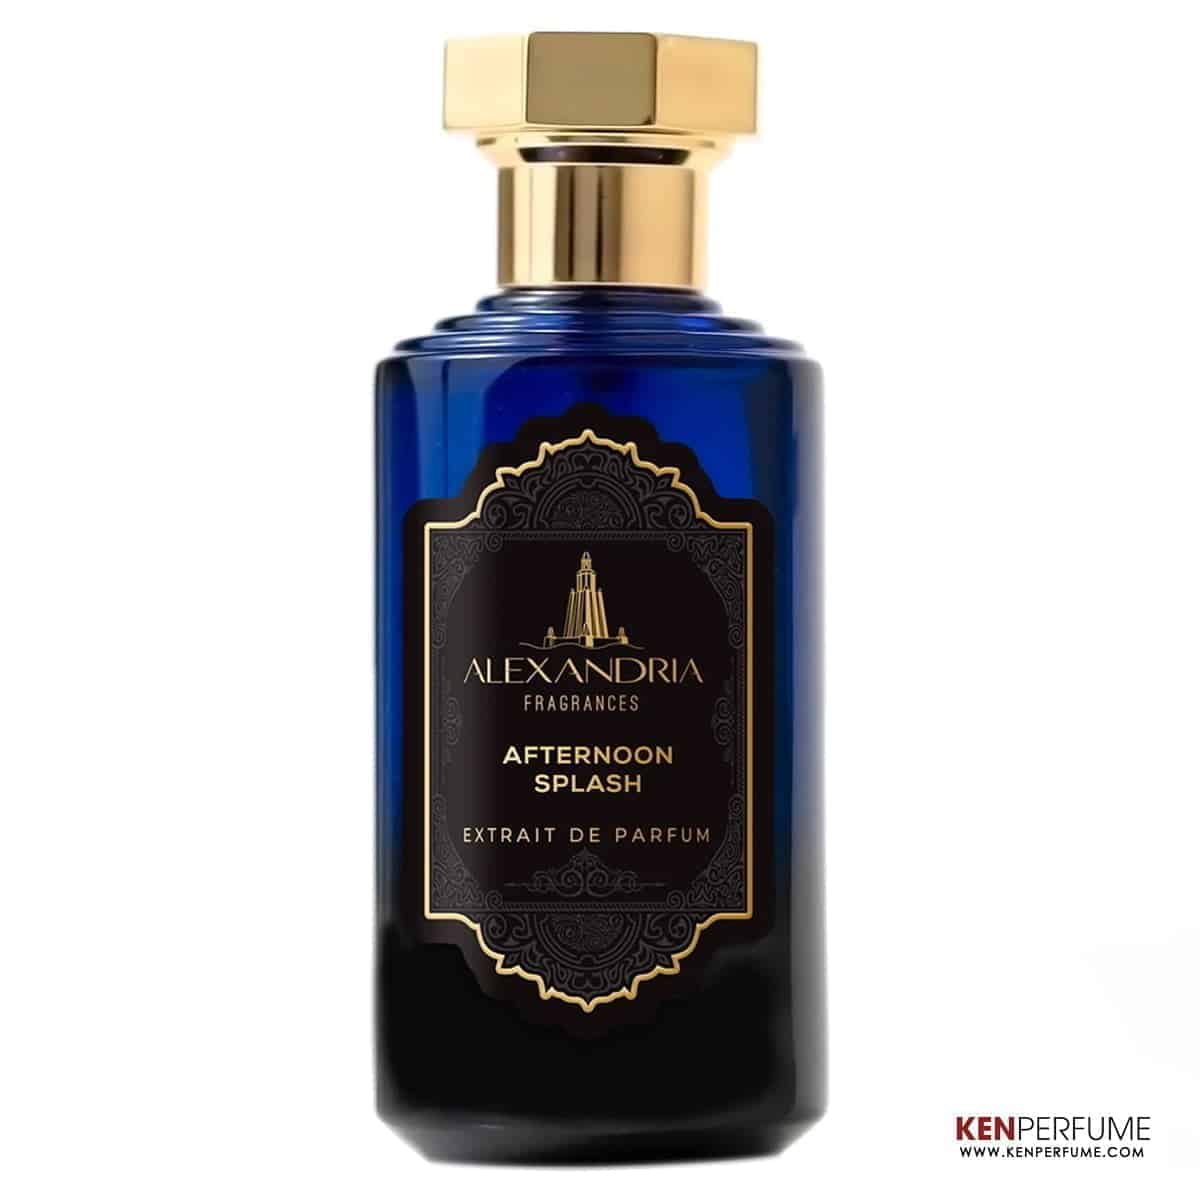 ALEXANDRIA
FRAGRANCES
AFTERNOON
SPLASH
EXTRAIT DE PARFUM
KENPERFUME
WWW.KENPERFUME.COM